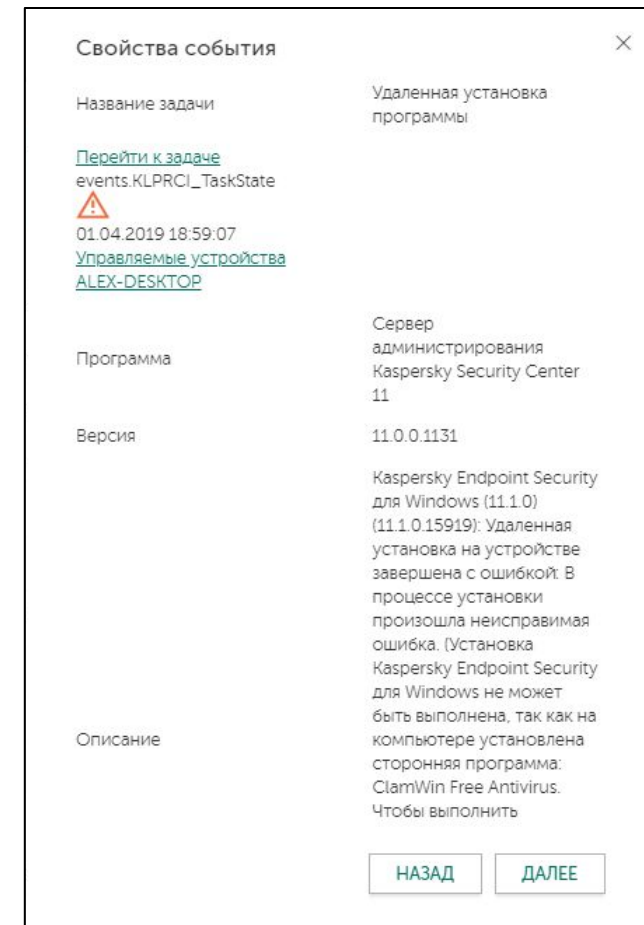 Свойства события
Название задачи
Удаленная установка
программы
Перейти к задаче
events.KLPRCI_TaskState
01.04.2019 18:59:07
Управляемые устройства
ALEX-DESKTOP
Программа
Сервер
администрирования
Kaspersky Security Center
11
Версия
11.0.0.1131
Описание
Kaspersky Endpoint Security
для Windows (11.1.0)
(11.1.0.15919): Удаленная
установка на устройстве
завершена с ошибкой: В
процессе установки
произошла неисправимая
ошибка. (Установка
Kaspersky Endpoint Security
для Windows не может
быть выполнена, так как на
компьютере установлена
сторонняя программа:
ClamWin Free Antivirus.
Чтобы выполнить
НАЗАД
ДАЛЕЕ